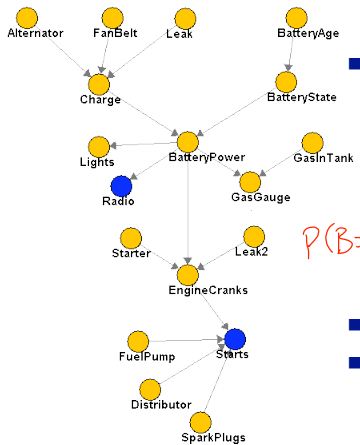 Alternator FanBelt Leak BatteryAge
Charge BatteryState
Lights BatteryPower GasInTank
Radio GasGauge
Starter Leak2
P(B=
EngineCranks
FuelPump Starts
Distributor
SparkPlugs